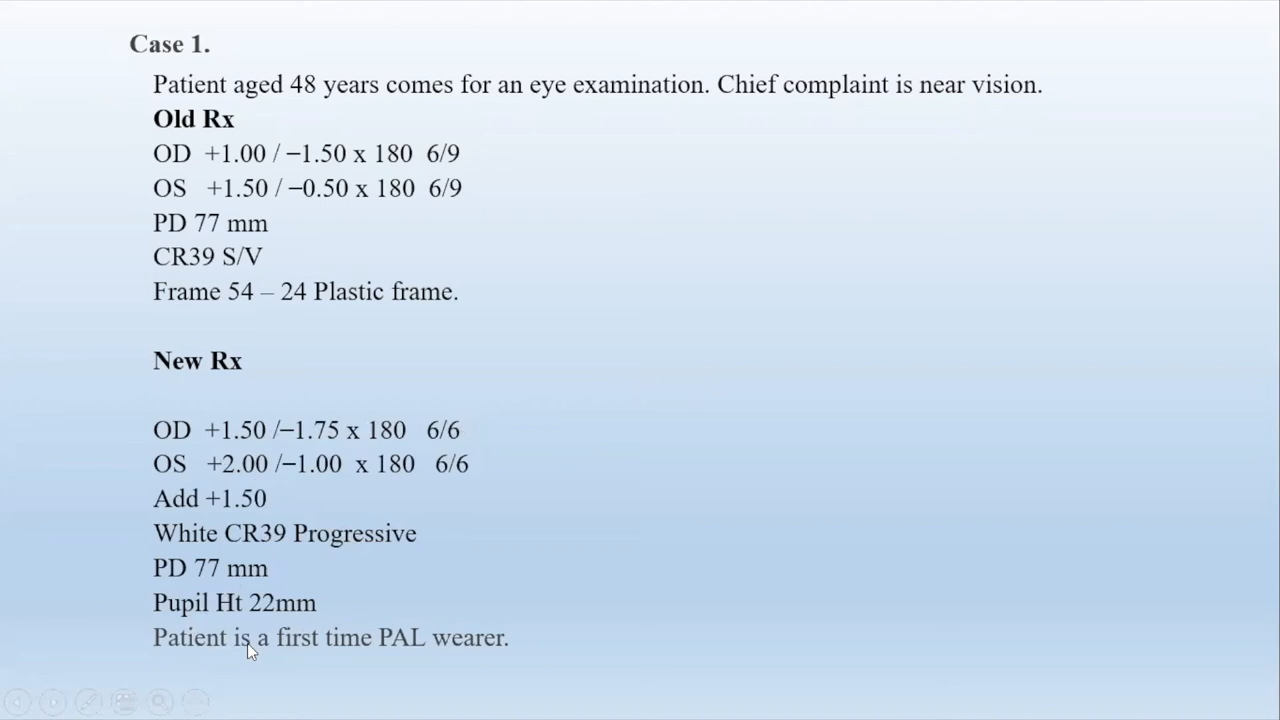 Case 1.
Patient aged 48 years comes for an eye examination. Chief complaint is near vision.
Old Rx
OD +1.00 / −1.50 x 180 6/9
OS +1.50 / −0.50 x 180 6/9
PD 77 mm
CR39 S/V
Frame 54 – 24 Plastic frame.
New Rx
OD +1.50 /−1.75 x 180 6/6
OS +2.00 /−1.00 x 180 6/6
Add +1.50
White CR39 Progressive
PD 77 mm
Pupil Ht 22mm
Patient is a first time PAL wearer.